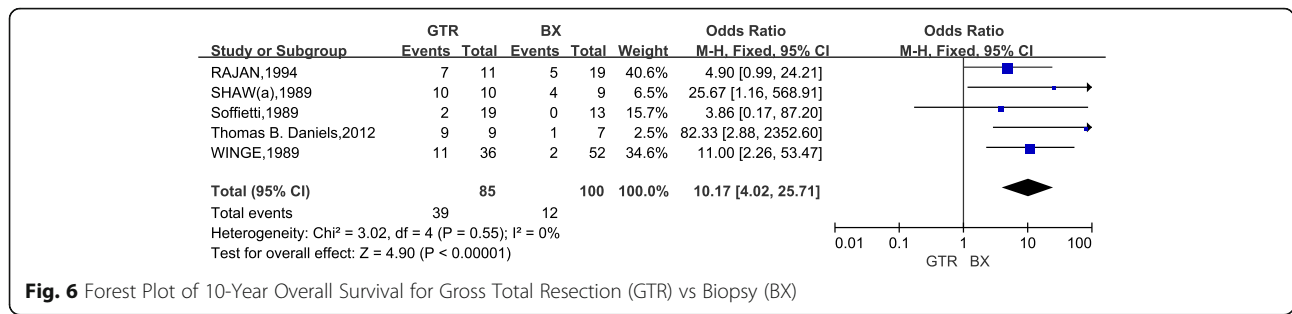 GTR BX Odds Ratio Odds Ratio
Study or Subgroup Events Total Events Total Weight M-H, Fixed, 95% CI M-H, Fixed, 95% CI
RAJAN,1994 7 11 5 19 40.6% 4.90 [0.99, 24.21]
SHAW(a),1989 10 10 4 9 6.5% 25.67 [1.16, 568.91]
Soffietti,1989 2 19 0 13 15.7% 3.86 [0.17, 87.20]
Thomas B. Daniels,2012 9 9 1 7 2.5% 82.33 [2.88, 2352.60]
WINGE,1989 11 36 2 52 34.6% 11.00 [2.26, 53.47]
Total (95% CI) 85 100 100.0% 10.17 [4.02, 25.71]
Total events 39 12
Heterogeneity: Chi² = 3.02, df = 4 (P = 0.55); I² = 0%
Test for overall effect: Z = 4.90 (P < 0.00001)
0.01 0.1 1 10 100
GTR BX
Fig. 6 Forest Plot of 10-Year Overall Survival for Gross Total Resection (GTR) vs Biopsy (BX)